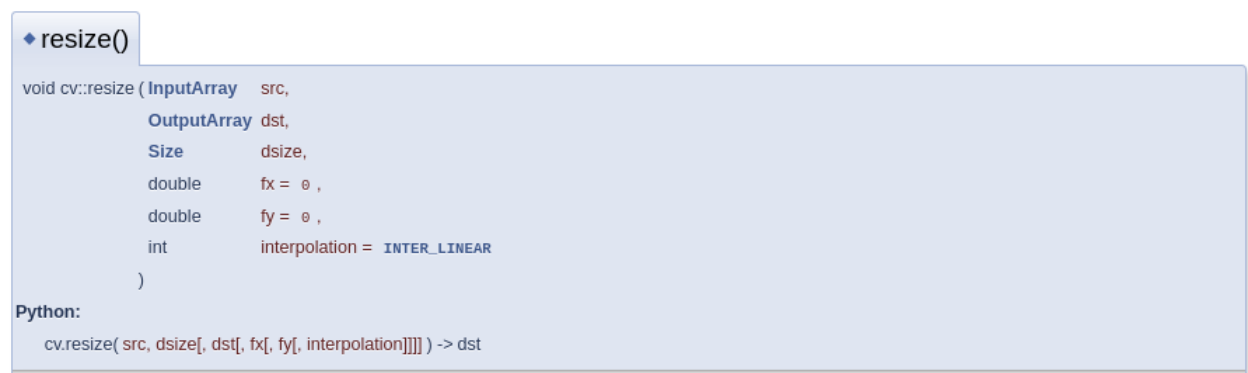 ◆ resize()
void cv::resize ( InputArray src,
OutputArray dst,
Size dsize,
double fx = 0 ,
double fy = 0 ,
int interpolation = INTER_LINEAR
)
Python:
cv.resize( src, dsize[, dst[, fx[, fy[, interpolation]]]] ) -> dst